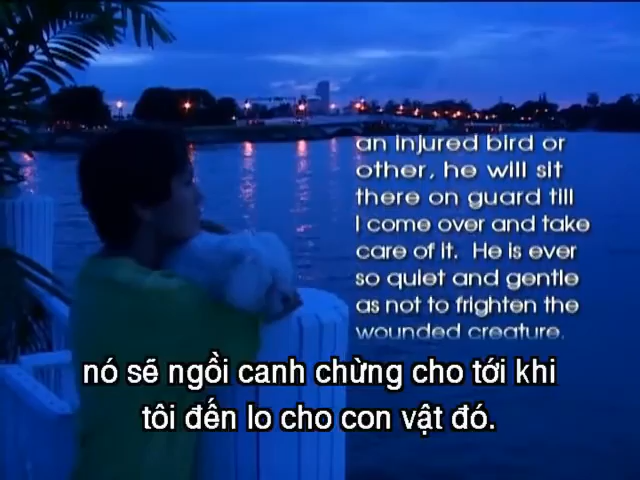 an injured bird or
other, he will sit
there on guard till
I come over and take
care of it. He is ever
so quiet and gentle
as not to frighten the
wounded creature.
nó sẽ ngồi canh chừng cho tới khi
tôi đến lo cho con vật đó.